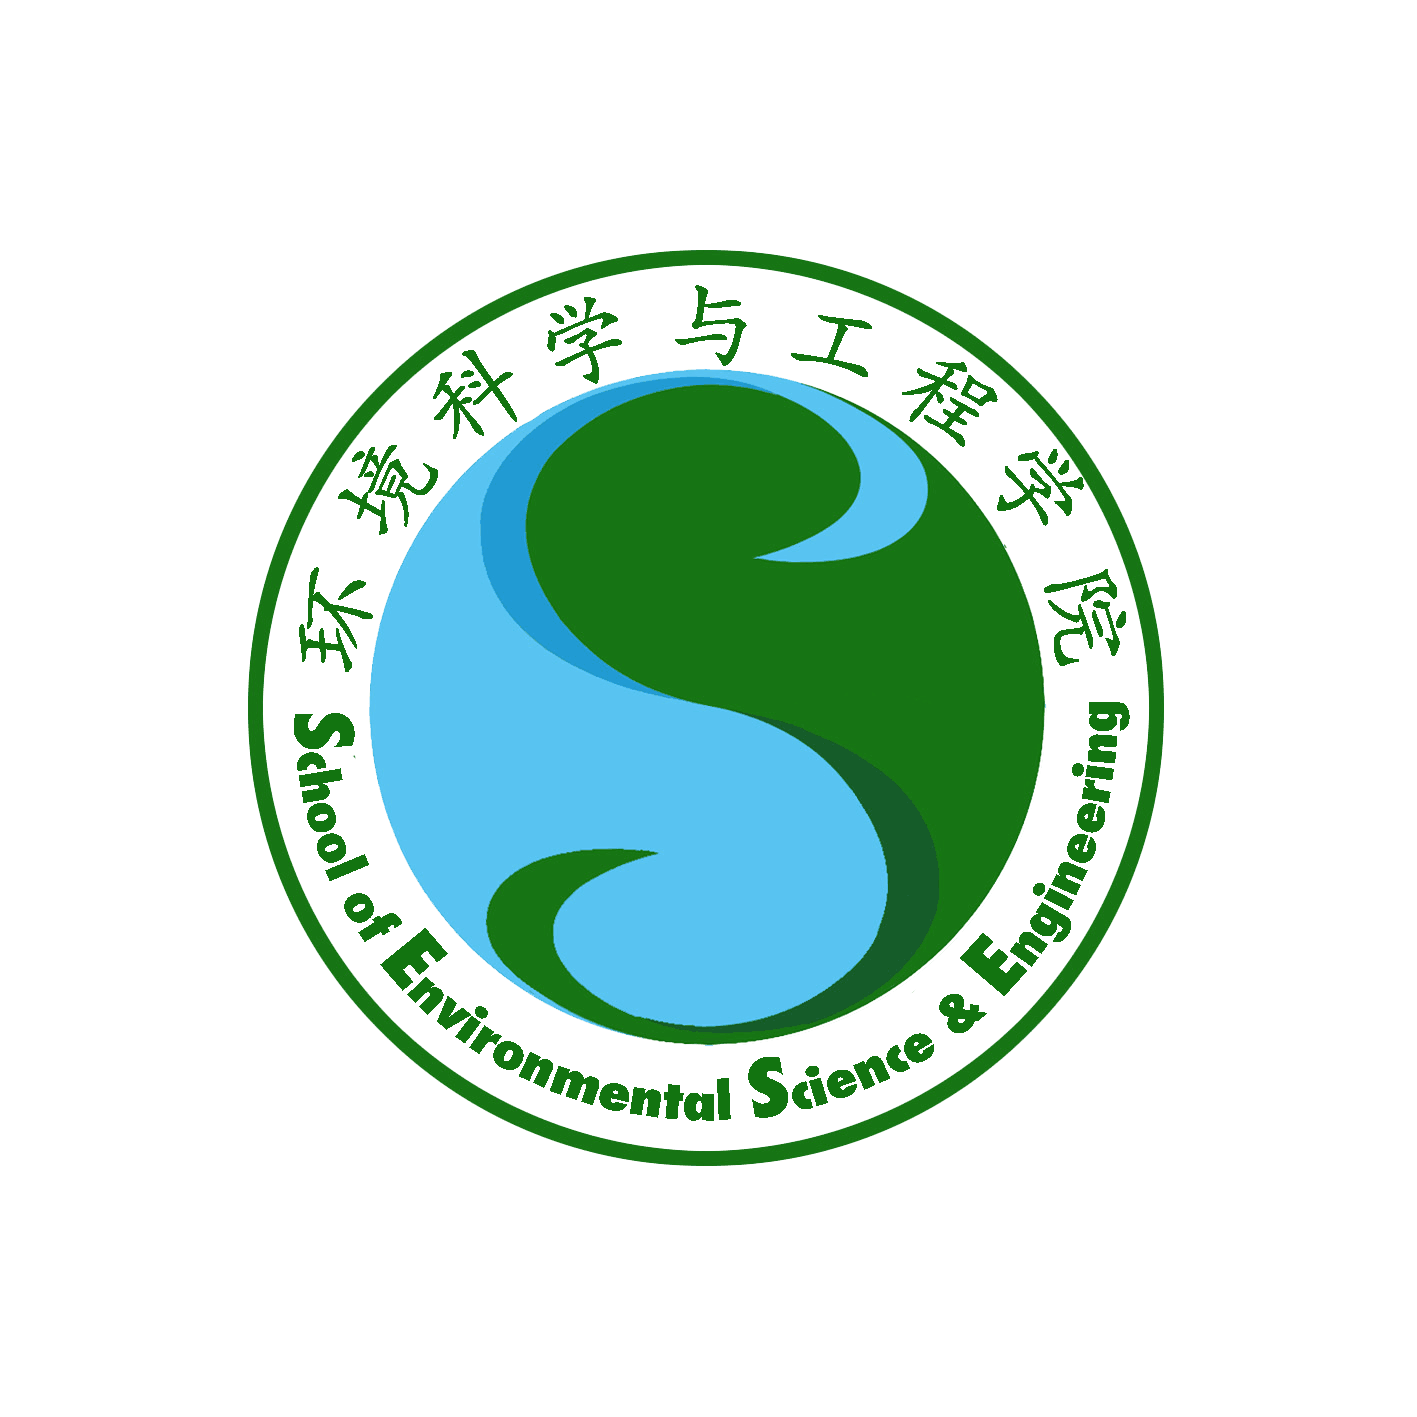 环境科学与工程学院
School of Environmental Science & Engineering